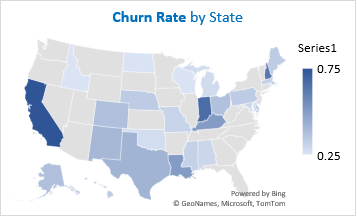 Churn Rate by State
Series1
0.75
0.25
Powered by Bing
© GeoNames, Microsoft, TomTom